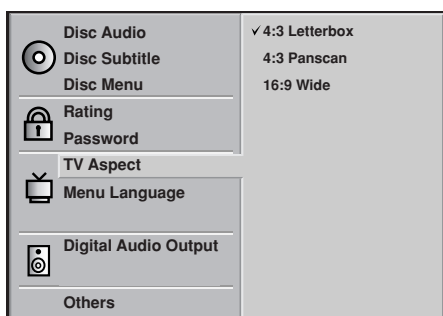 Disc Audio
Disc Subtitle
Disc Menu
Rating
Password
TV Aspect
Menu Language
Digital Audio Output
Others
✓ 4:3 Letterbox
4:3 Panscan
16:9 Wide